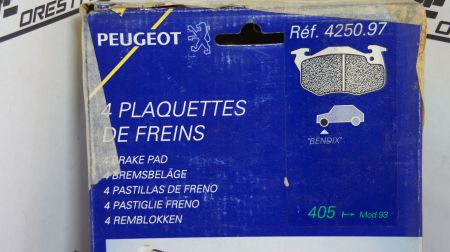 ORESTE
PEUGEOT
Réf. 4250.97
4 PLAQUETTES
DE FREINS
4 BRAKE PAD
4 BREMSBELÄGE
4 PASTILLAS DE FRENO
4 PASTIGLIE FRENO
4 REMBLOKKEN
"BENDIX"
405 ↦ Mod 93